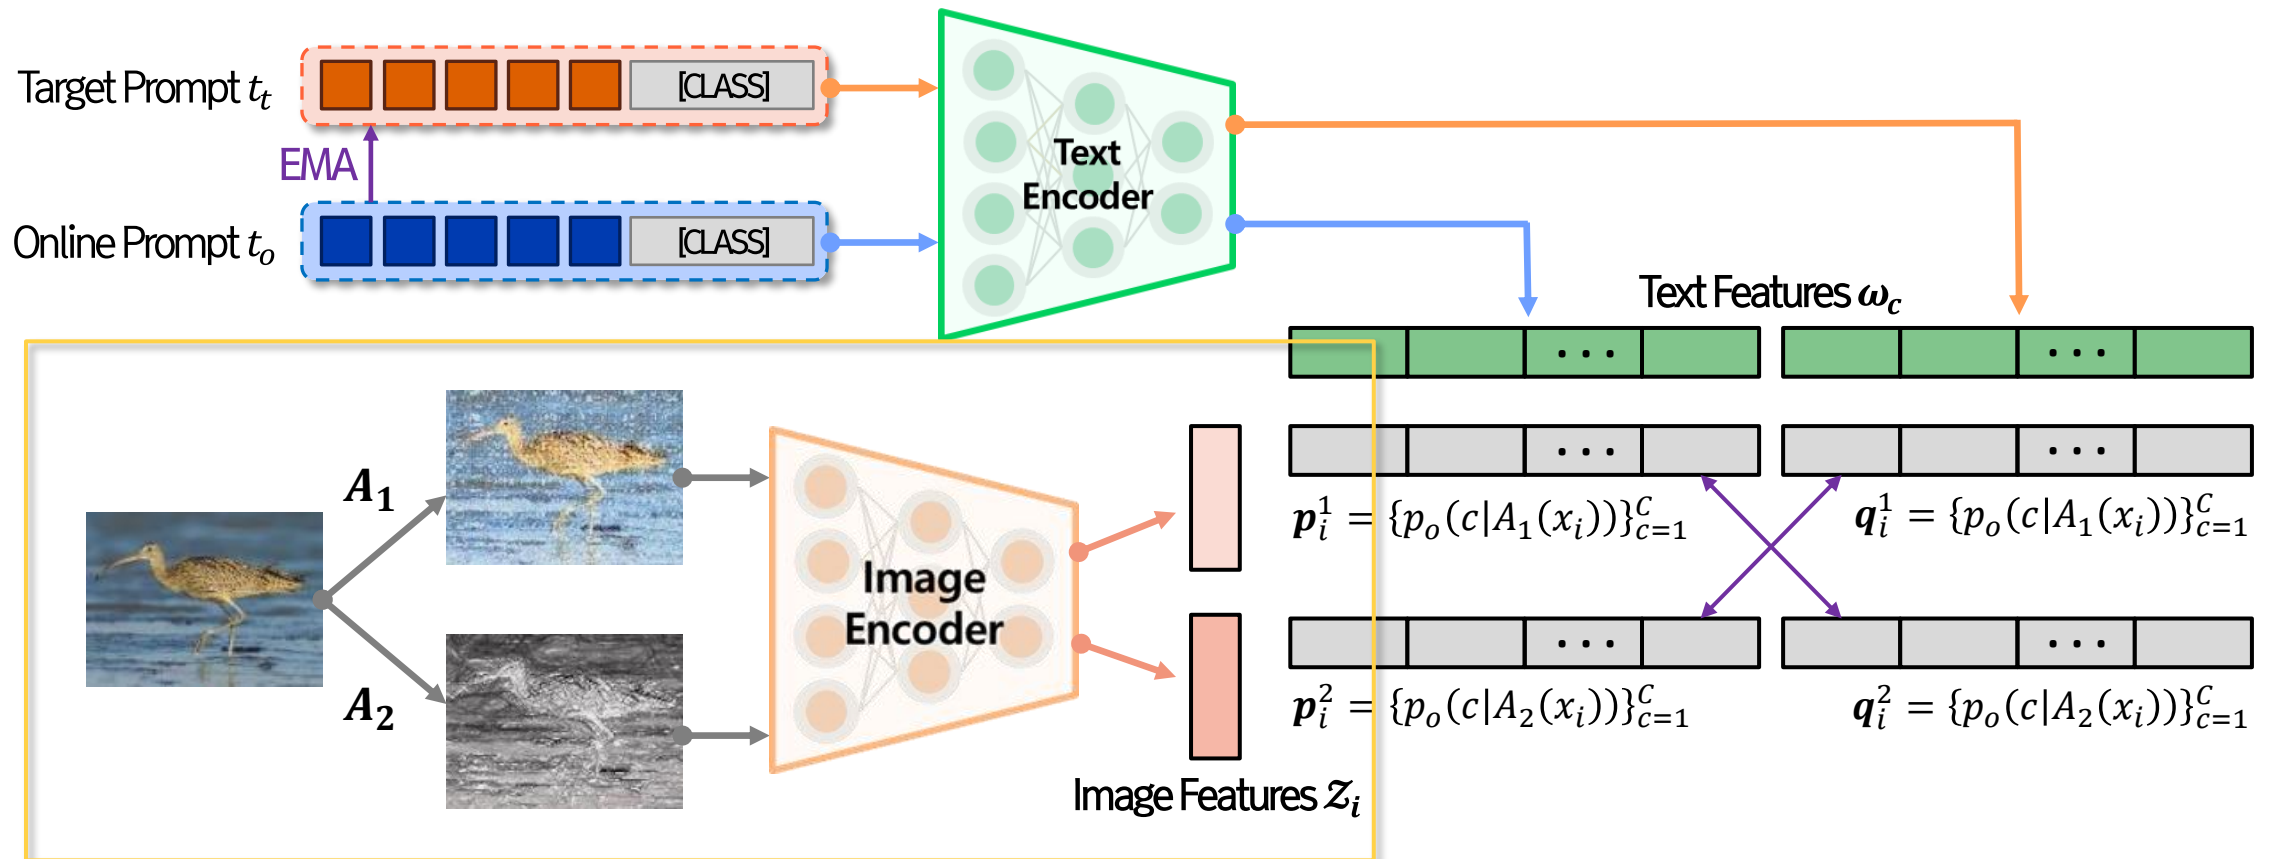 Target Prompt t_t
[CLASS]
EMA
Online Prompt t_o
[CLASS]
Text
Encoder
Text Features ω_c
. . .
. . .
A_1
A_2
Image
Encoder
Image Features Z_i
. . .
. . .
p_i^1 = {p_o(c|A_1(x_i))}_{c=1}^C
q_i^1 = {p_o(c|A_1(x_i))}_{c=1}^C
. . .
. . .
p_i^2 = {p_o(c|A_2(x_i))}_{c=1}^C
q_i^2 = {p_o(c|A_2(x_i))}_{c=1}^C